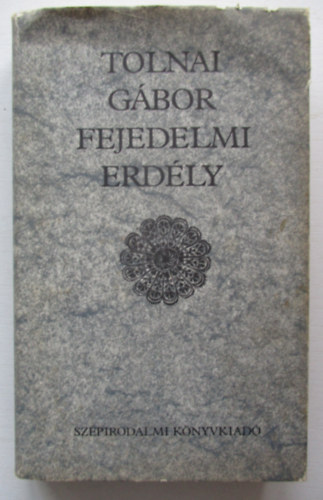 TOLNAI
GÁBOR
FEJEDELMI
ERDÉLY
SZÉPIRODALMI KÖNYVKIADÓ